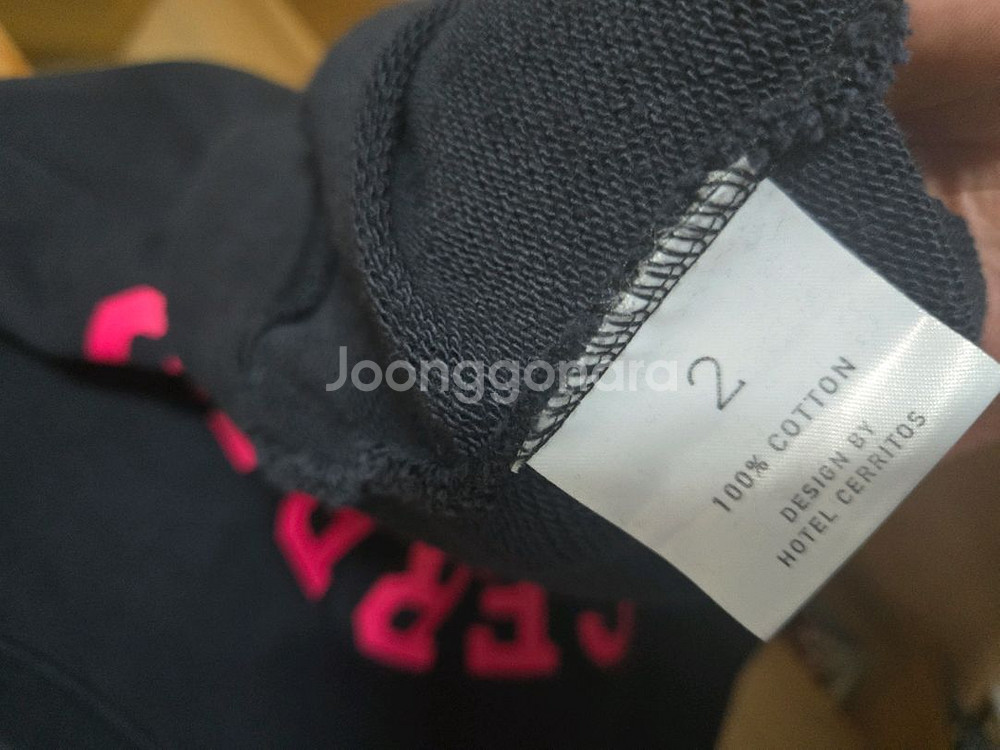 Joonggonara
2
100% COTTON
DESIGN BY
HOTEL CERRITOS